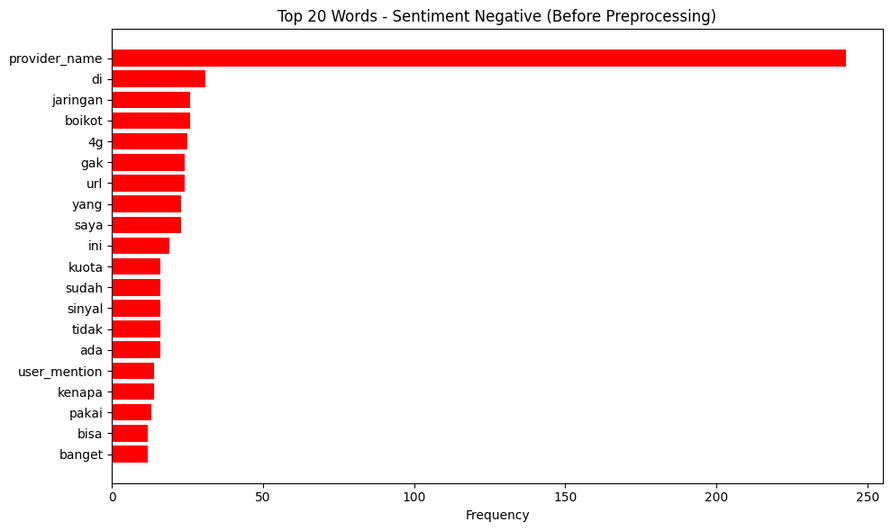 Top 20 Words - Sentiment Negative (Before Preprocessing)
provider_name
di
jaringan
boikot
4g
gak
url
yang
saya
ini
kuota
sudah
sinyal
tidak
ada
user_mention
kenapa
pakai
bisa
banget
0 50 100 150 200 250
Frequency